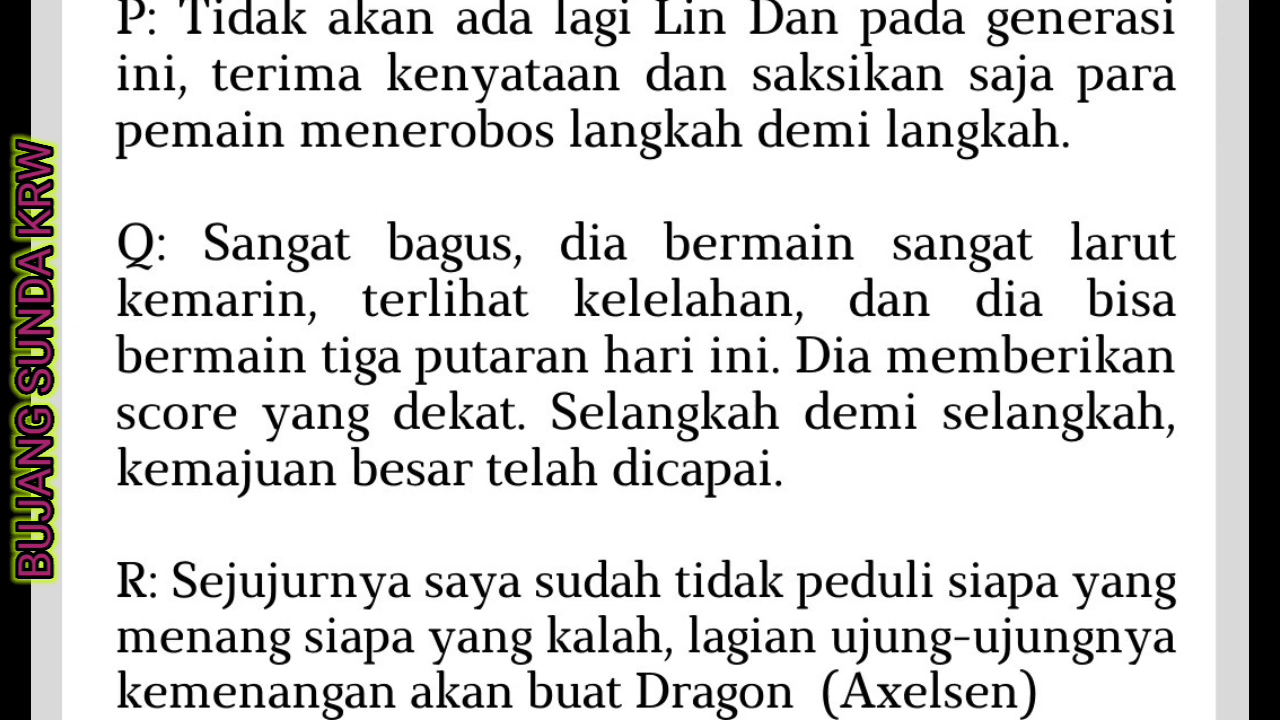 P: Tidak akan ada lagi Lin Dan pada generasi
ini, terima kenyataan dan saksikan saja para
pemain menerobos langkah demi langkah.
Q: Sangat bagus, dia bermain sangat larut
kemarin, terlihat kelelahan, dan dia bisa
bermain tiga putaran hari ini. Dia memberikan
score yang dekat. Selangkah demi selangkah,
kemajuan besar telah dicapai.
R: Sejujurnya saya sudah tidak peduli siapa yang
menang siapa yang kalah, lagian ujung-ujungnya
kemenangan akan buat Dragon (Axelsen)
BUJANG SUNDA KRW